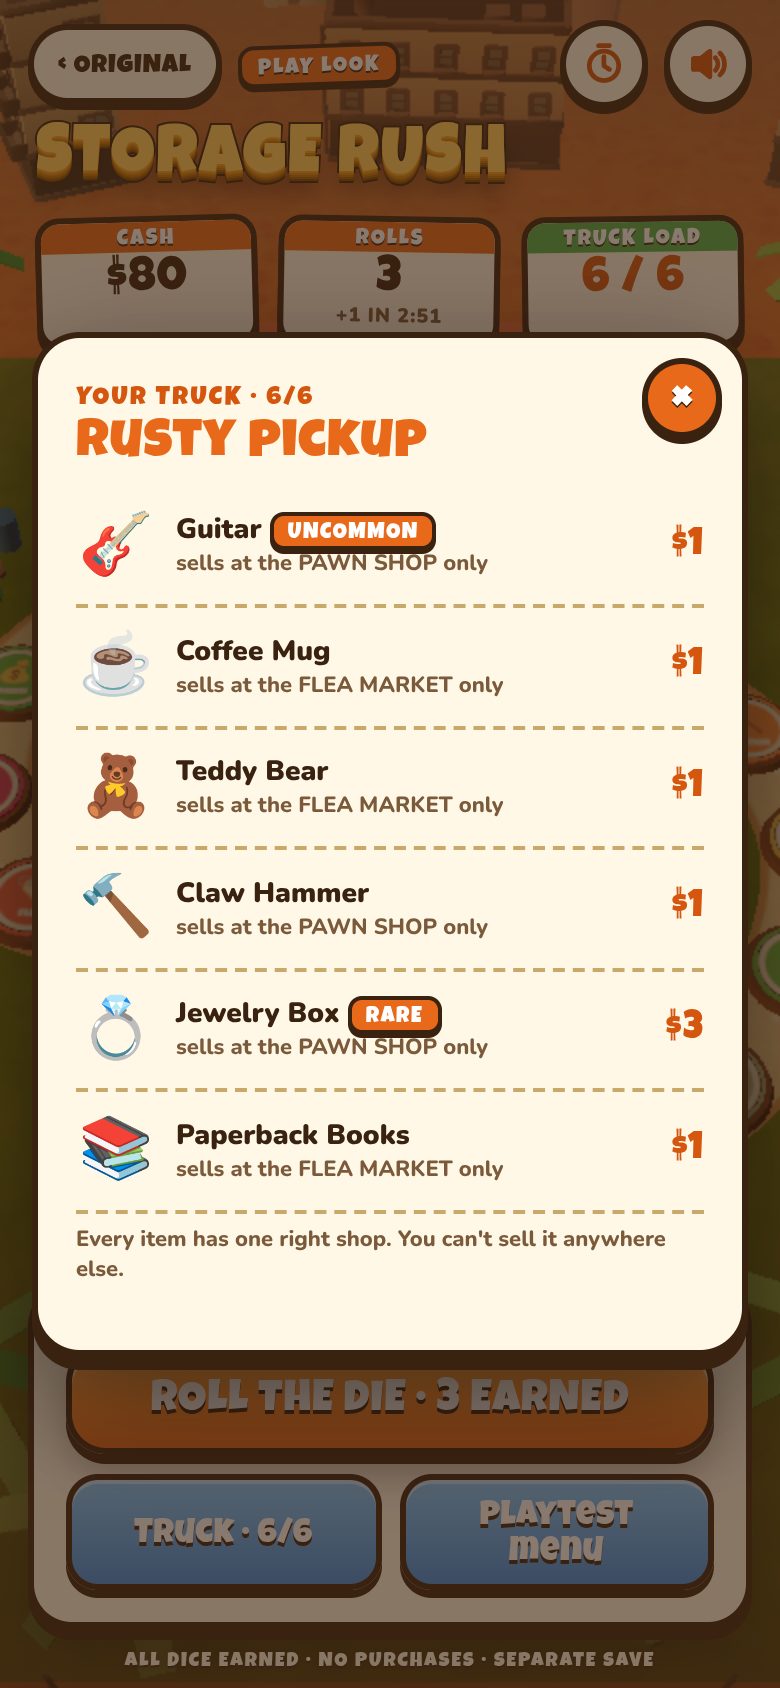 ‹ ORIGINAL
PLAY LOOK
STORAGE RUSH
CASH
$80
ROLLS
3
+1 IN 2:51
TRUCK LOAD
6 / 6
YOUR TRUCK · 6/6
RUSTY PICKUP
Guitar UNCOMMON
sells at the PAWN SHOP only
$1
Coffee Mug
sells at the FLEA MARKET only
$1
Teddy Bear
sells at the FLEA MARKET only
$1
Claw Hammer
sells at the PAWN SHOP only
$1
Jewelry Box RARE
sells at the PAWN SHOP only
$3
Paperback Books
sells at the FLEA MARKET only
$1
Every item has one right shop. You can't sell it anywhere
else.
ROLL THE DIE · 3 EARNED
TRUCK · 6/6
PLAYTEST
menu
ALL DICE EARNED · NO PURCHASES · SEPARATE SAVE